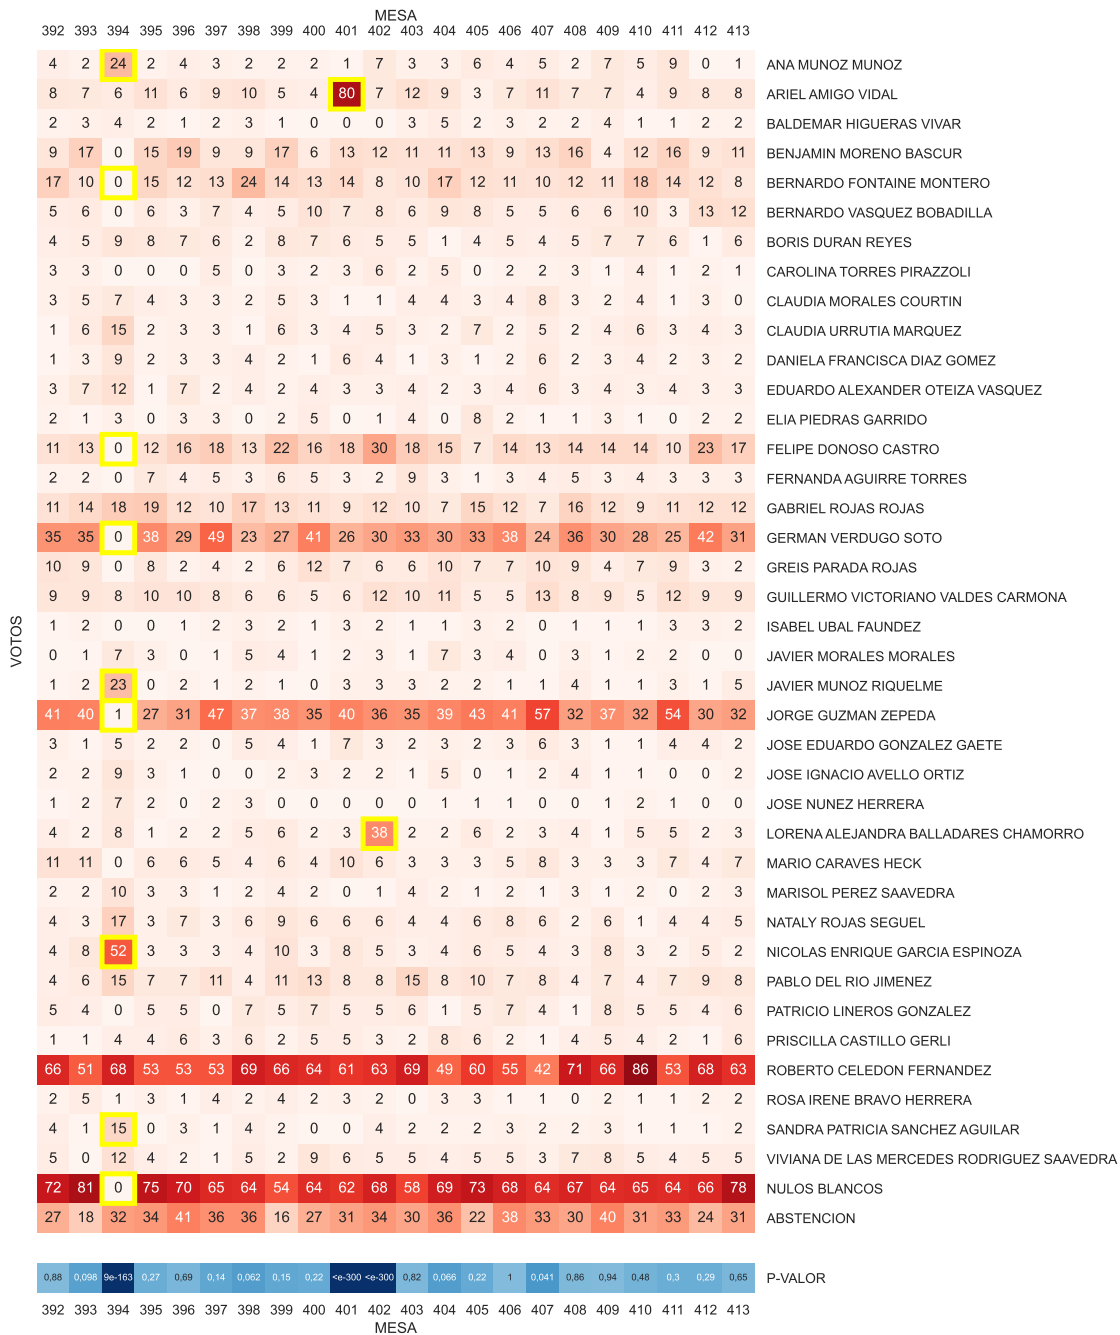 MESA
392 393 394 395 396 397 398 399 400 401 402 403 404 405 406 407 408 409 410 411 412 413
4 2 24 2 4 3 2 2 2 1 7 3 3 6 4 5 2 7 5 9 0 1 ANA MUNOZ MUNOZ
8 7 6 11 6 9 10 5 4 80 7 12 9 3 7 11 7 7 4 9 8 8 ARIEL AMIGO VIDAL
2 3 4 2 1 2 3 1 0 0 0 3 5 2 3 2 2 4 1 1 2 2 BALDEMAR HIGUERAS VIVAR
9 17 0 15 19 9 9 17 6 13 12 11 11 13 9 13 16 4 12 16 9 11 BENJAMIN MORENO BASCUR
17 10 0 15 12 13 24 14 13 14 8 10 17 12 11 10 12 11 18 14 12 8 BERNARDO FONTAINE MONTERO
5 6 0 6 3 7 4 5 10 7 8 6 9 8 5 5 6 6 10 3 13 12 BERNARDO VASQUEZ BOBADILLA
4 5 9 8 7 6 2 8 7 6 5 5 1 4 5 4 5 7 7 6 1 6 BORIS DURAN REYES
3 3 0 0 0 5 0 3 2 3 6 2 5 0 2 2 3 1 4 1 2 1 CAROLINA TORRES PIRAZZOLI
3 5 7 4 3 3 2 5 3 1 1 4 4 3 4 8 3 2 4 1 3 0 CLAUDIA MORALES COURTIN
1 6 15 2 3 3 1 6 3 4 5 3 2 7 2 5 2 4 6 3 4 3 CLAUDIA URRUTIA MARQUEZ
1 3 9 2 3 3 4 2 1 6 4 1 3 1 2 6 2 3 4 2 3 2 DANIELA FRANCISCA DIAZ GOMEZ
3 7 12 1 7 2 4 2 4 3 3 4 2 3 4 6 3 4 3 4 3 3 EDUARDO ALEXANDER OTEIZA VASQUEZ
2 1 3 0 3 3 0 2 5 0 1 4 0 8 2 1 1 3 1 0 2 2 ELIA PIEDRAS GARRIDO
11 13 0 12 16 18 13 22 16 18 30 18 15 7 14 13 14 14 14 10 23 17 FELIPE DONOSO CASTRO
2 2 0 7 4 5 3 6 5 3 2 9 3 1 3 4 5 3 4 3 3 3 FERNANDA AGUIRRE TORRES
11 14 18 19 12 10 17 13 11 9 12 10 7 15 12 7 16 12 9 11 12 12 GABRIEL ROJAS ROJAS
35 35 0 38 29 49 23 27 41 26 30 33 30 33 38 24 36 30 28 25 42 31 GERMAN VERDUGO SOTO
10 9 0 8 2 4 2 6 12 7 6 6 10 7 7 10 9 4 7 9 3 2 GREIS PARADA ROJAS
9 9 8 10 10 8 6 6 5 6 12 10 11 5 5 13 8 9 5 12 9 9 GUILLERMO VICTORIANO VALDES CARMONA
1 2 0 0 1 2 3 2 1 3 2 1 1 3 2 0 1 1 1 3 3 2 ISABEL UBAL FAUNDEZ
0 1 7 3 0 1 5 4 1 2 3 1 7 3 4 0 3 1 2 2 0 0 JAVIER MORALES MORALES
1 2 23 0 2 1 2 1 0 3 3 3 2 2 1 1 4 1 1 3 1 5 JAVIER MUNOZ RIQUELME
41 40 1 27 31 47 37 38 35 40 36 35 39 43 41 57 32 37 32 54 30 32 JORGE GUZMAN ZEPEDA
3 1 5 2 2 0 5 4 1 7 3 2 3 2 3 6 3 1 1 4 4 2 JOSE EDUARDO GONZALEZ GAETE
2 2 9 3 1 0 0 2 3 2 2 1 5 0 1 2 4 1 1 0 0 2 JOSE IGNACIO AVELLO ORTIZ
1 2 7 2 0 2 3 0 0 0 0 0 1 1 1 0 0 1 2 1 0 0 JOSE NUNEZ HERRERA
4 2 8 1 2 2 5 6 2 3 38 2 2 6 2 3 4 1 5 5 2 3 LORENA ALEJANDRA BALLADARES CHAMORRO
11 11 0 6 6 5 4 6 4 10 6 3 3 3 5 8 3 3 3 7 4 7 MARIO CARAVES HECK
2 2 10 3 3 1 2 4 2 0 1 4 2 1 2 1 3 1 2 0 2 3 MARISOL PEREZ SAAVEDRA
4 3 17 3 7 3 6 9 6 6 6 4 4 6 8 6 2 6 1 4 4 5 NATALY ROJAS SEGUEL
4 8 52 3 3 3 4 10 3 8 5 3 4 6 5 4 3 8 3 2 5 2 NICOLAS ENRIQUE GARCIA ESPINOZA
4 6 15 7 7 11 4 11 13 8 8 15 8 10 7 8 4 7 4 7 9 8 PABLO DEL RIO JIMENEZ
5 4 0 5 5 0 7 5 7 5 5 6 1 5 7 4 1 8 5 5 4 6 PATRICIO LINEROS GONZALEZ
1 1 4 4 6 3 6 2 5 5 3 2 8 6 2 1 4 5 4 2 1 6 PRISCILLA CASTILLO GERLI
66 51 68 53 53 53 69 66 64 61 63 69 49 60 55 42 71 66 86 53 68 63 ROBERTO CELEDON FERNANDEZ
2 5 1 3 1 4 2 4 2 3 2 0 3 3 1 1 0 2 1 1 2 2 ROSA IRENE BRAVO HERRERA
4 1 15 0 3 1 4 2 0 0 4 2 2 2 3 2 2 3 1 1 1 2 SANDRA PATRICIA SANCHEZ AGUILAR
5 0 12 4 2 1 5 2 9 6 5 5 4 5 5 3 7 8 5 4 5 5 VIVIANA DE LAS MERCEDES RODRIGUEZ SAAVEDRA
72 81 0 75 70 65 64 54 64 62 68 58 69 73 68 64 67 64 65 64 66 78 NULOS BLANCOS
27 18 32 34 41 36 36 16 27 31 34 30 36 22 38 33 30 40 31 33 24 31 ABSTENCION
VOTOS
0,88 0,098 9e-163 0,27 0,69 0,14 0,062 0,15 0,22 <e-300 <e-300 0,82 0,066 0,22 1 0,041 0,86 0,94 0,48 0,3 0,29 0,65 P-VALOR
392 393 394 395 396 397 398 399 400 401 402 403 404 405 406 407 408 409 410 411 412 413
MESA